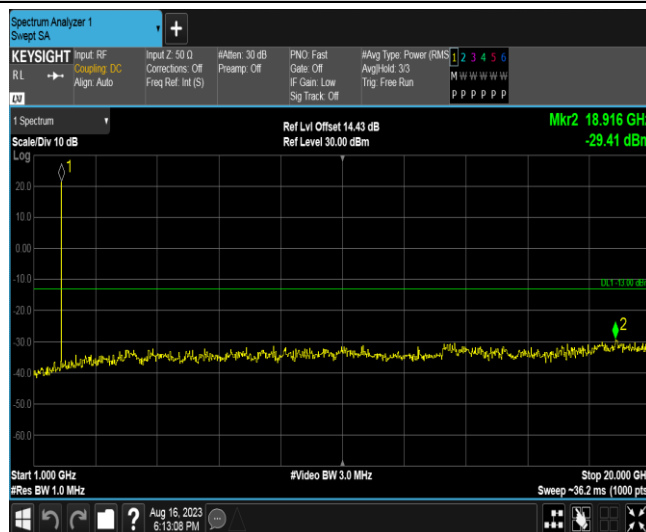 Spectrum Analyzer 1
Swept SA
KEYSIGHT
RL
LXI
Input: RF
Coupling: DC
Align: Auto
Input Z: 50 Ω
Corrections: Off
Freq Ref: Int (S)
#Atten: 30 dB
Preamp: Off
PNO: Fast
Gate: Off
IF Gain: Low
Sig Track: Off
#Avg Type: Power (RMS
Avg|Hold: 3/3
Trig: Free Run
1 2 3 4 5 6
M W W W W W
P P P P P P
1 Spectrum
Scale/Div 10 dB
Log
Ref Lvl Offset 14.43 dB
Ref Level 30.00 dBm
Mkr2 18.916 GHz
-29.41 dBm
1
20.0
10.0
0.00
-10.0
DL1 -13.00 dBm
-20.0
2
-30.0
-40.0
-50.0
-60.0
Start 1.000 GHz
#Res BW 1.0 MHz
#Video BW 3.0 MHz
Stop 20.000 GHz
Sweep ~36.2 ms (1000 pts
?
Aug 16, 2023
6:13:08 PM